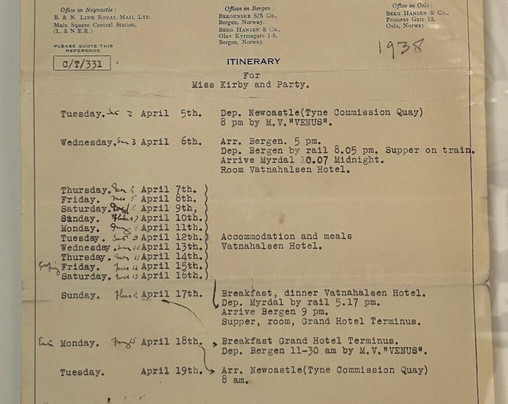 Office in Newcastle:
B. & N. LINE ROYAL MAIL LTD.
Main Square Central Station,
(L. & N.E.R.)
Offices in Bergen:
BERGENSKE S/S Co.,
Bergen, Norway.
BERG HANSEN & Co.,
Olav Kyrresgate 1-5,
Bergen, Norway.
Office in Oslo:
BERG HANSEN & Co.,
Oslo, Norway.
PLEASE QUOTE THIS
REFERENCE
C/T/331
1938
ITINERARY
For
Miss Kirby and Party.
Tuesday. April 5th. Dep. Newcastle(Tyne Commission Quay)
8 pm by M.V."VENUS".
Wednesday. April 6th. Arr. Bergen. 5 pm.
Dep. Bergen by rail 8.05 pm. Supper on train.
Arrive Myrdal 10.07 Midnight.
Room Vatnahalsen Hotel.
Thursday. April 7th.)
Friday. April 8th.)
Saturday. April 9th,)
Sunday. April 10th.)
Monday. April 11th.)
Tuesday. April 12th.) Accommodation and meals
Wednesday April 13th.) Vatnahalsen Hotel.
Thursday. April 14th.)
Friday. April 15th.)
Saturday. April 16th.)
Sunday. April 17th. Breakfast, dinner Vatnahalsen Hotel.
Dep. Myrdal by rail 5.17 pm.
Arrive Bergen 9 pm.
Supper, room, Grand Hotel Terminus.
Monday. April 18th. Breakfast Grand Hotel Terminus.
Dep. Bergen 11-30 am by M.V."VENUS".
Tuesday. April 19th. Arr. Newcastle(Tyne Commission Quay)
8 am.